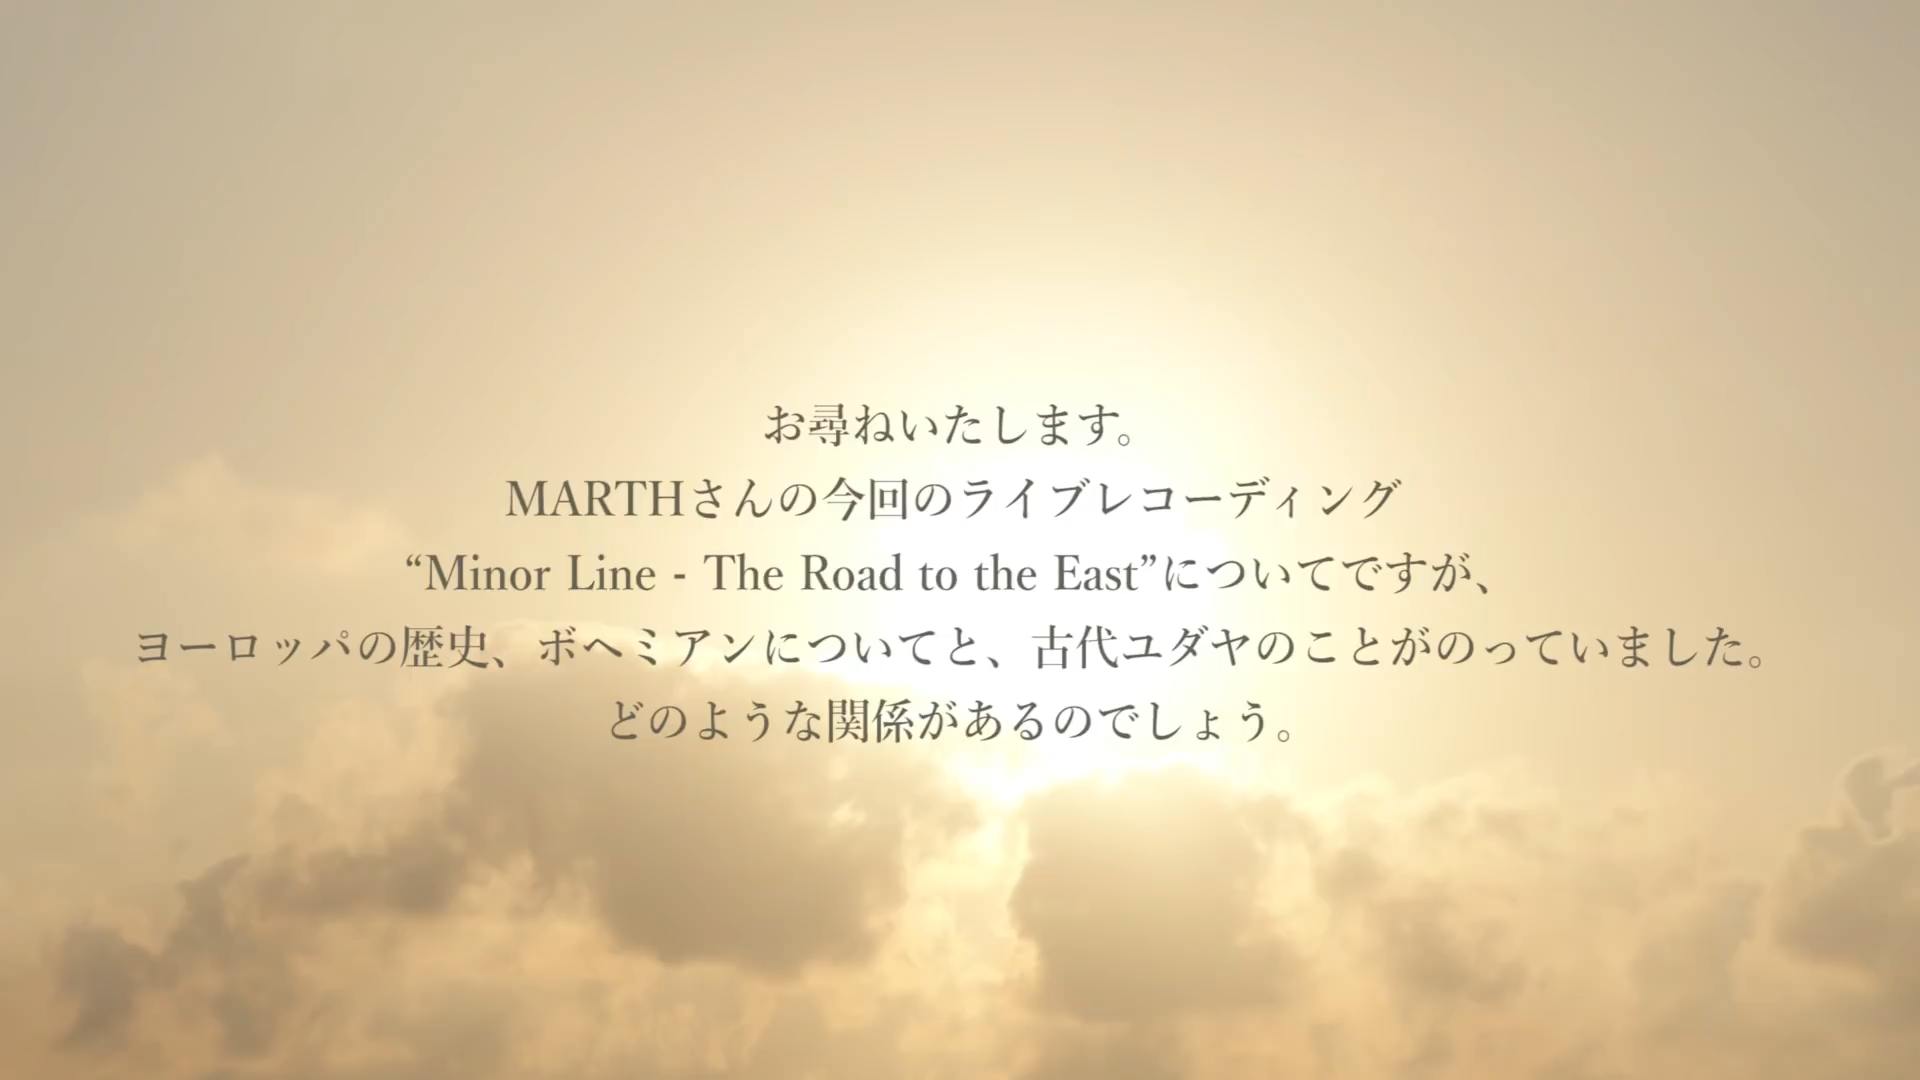 お尋ねいたします。
MARTHさんの今回のライブレコーディング
“Minor Line - The Road to the East”についてですが、
ヨーロッパの歴史、ボヘミアンについてと、古代ユダヤのことがのっていました。
どのような関係があるのでしょう。